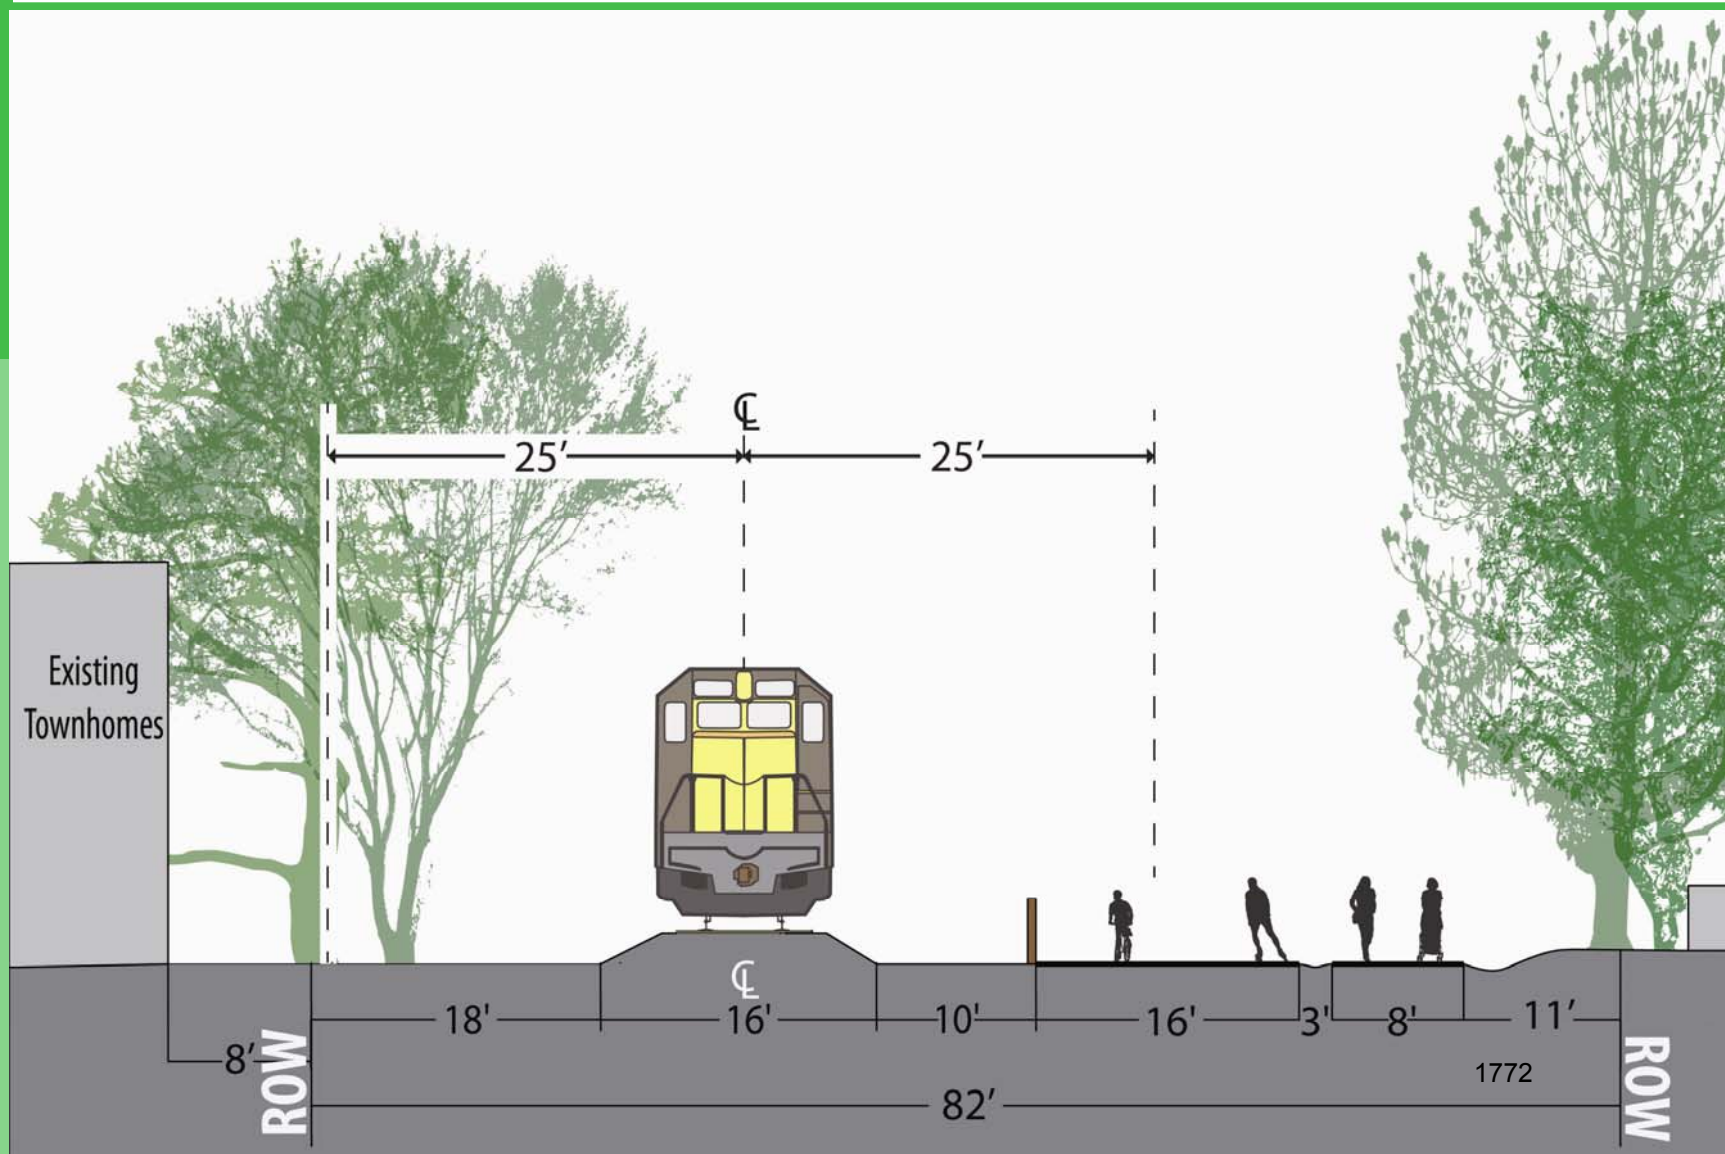 ℄
25′ 25′
Existing
Townhomes
℄
18' 16' 10' 16' 3' 8' 11′
8′
ROW
ROW
1772
82′